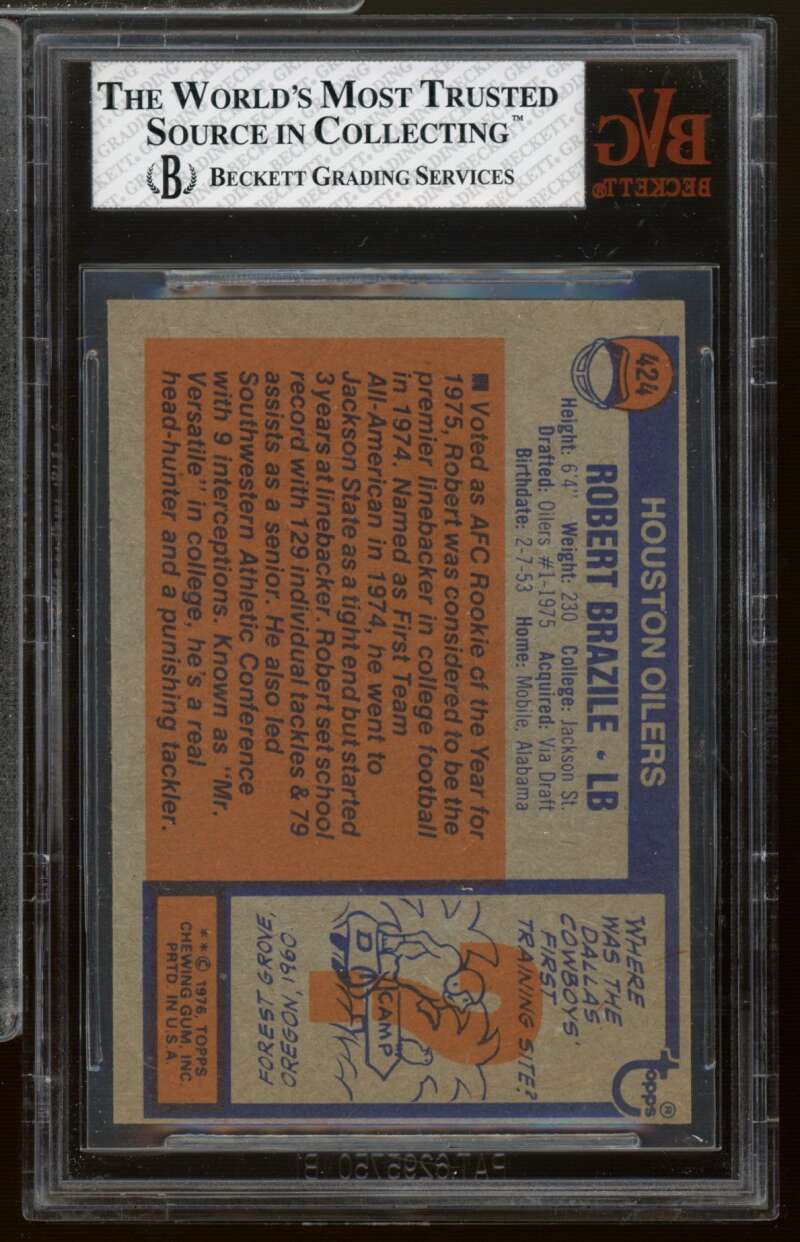 THE WORLD'S MOST TRUSTED
SOURCE IN COLLECTING™
B BECKETT GRADING SERVICES
BVG
BECKETT®
424
HOUSTON OILERS
ROBERT BRAZILE • LB
Height: 6'4" Weight: 230 College: Jackson St.
Drafted: Oilers #1-1975 Acquired: Via Draft
Birthdate: 2-7-53 Home: Mobile, Alabama
■ Voted as AFC Rookie of the Year for
1975, Robert was considered to be the
premier linebacker in college football
in 1974. Named as First Team
All-American in 1974, he went to
Jackson State as a tight end but started
3 years at linebacker. Robert set school
record with 129 individual tackles & 79
assists as a senior. He also led
Southwestern Athletic Conference
with 9 interceptions. Known as "Mr.
Versatile" in college, he's a real
head-hunter and a punishing tackler.
topps®
WHERE
WAS THE
DALLAS
COWBOYS'
FIRST
TRAINING SITE?
?
CAMP
D
FOREST GROVE,
OREGON, 1960
**© 1976, TOPPS
CHEWING GUM, INC.
PRTD. IN U.S.A.
PAT.6295750 B1